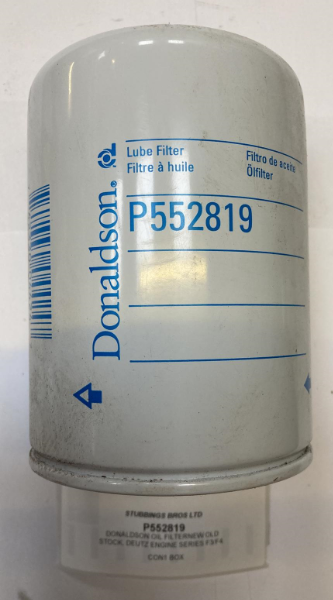 Donaldson®
Lube Filter
Filtre à huile
Filtro de aceite
Ölfilter
P552819
STUBBINGS BROS LTD
P552819
DONALDSON OIL FILTERNEW OLD
STOCK, DEUTZ ENGINE SERIES F3/F4
CON1 BOX